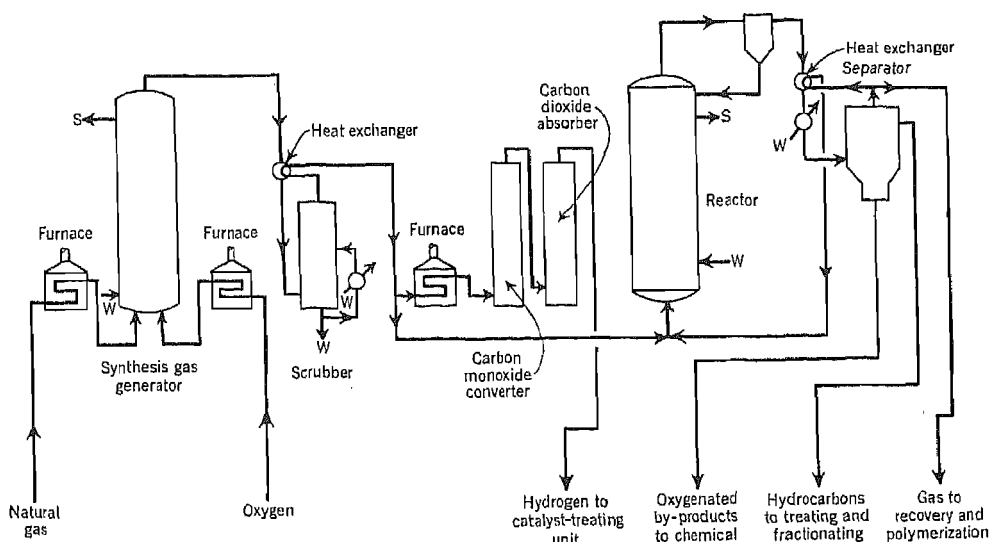 Heat exchanger
Separator
Carbon
dioxide
absorber
S
S
Heat exchanger
W
Reactor
Furnace
Furnace
Furnace
W
W
W
W
Synthesis gas
generator
Scrubber
Carbon
monoxide
converter
Natural
gas
Oxygen
Hydrogen to
catalyst-treating
unit
Oxygenated
by-products
to chemical
Hydrocarbons
to treating and
fractionating
Gas to
recovery and
polymerization